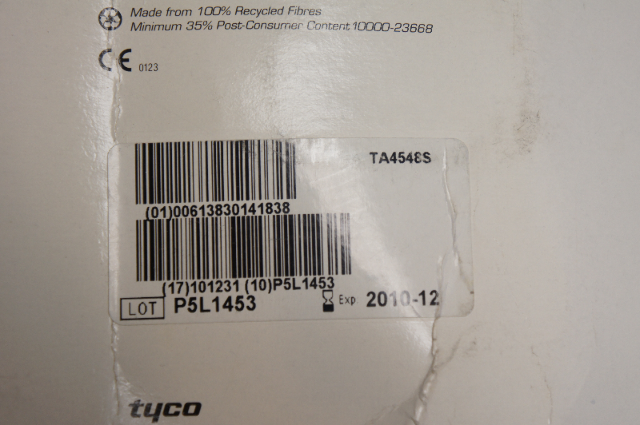 Made from 100% Recycled Fibres
Minimum 35% Post-Consumer Content 10000-23668
CE 0123
TA4548S
(01)00613830141838
(17)101231 (10)P5L1453
LOT P5L1453 Exp 2010-12
tyco